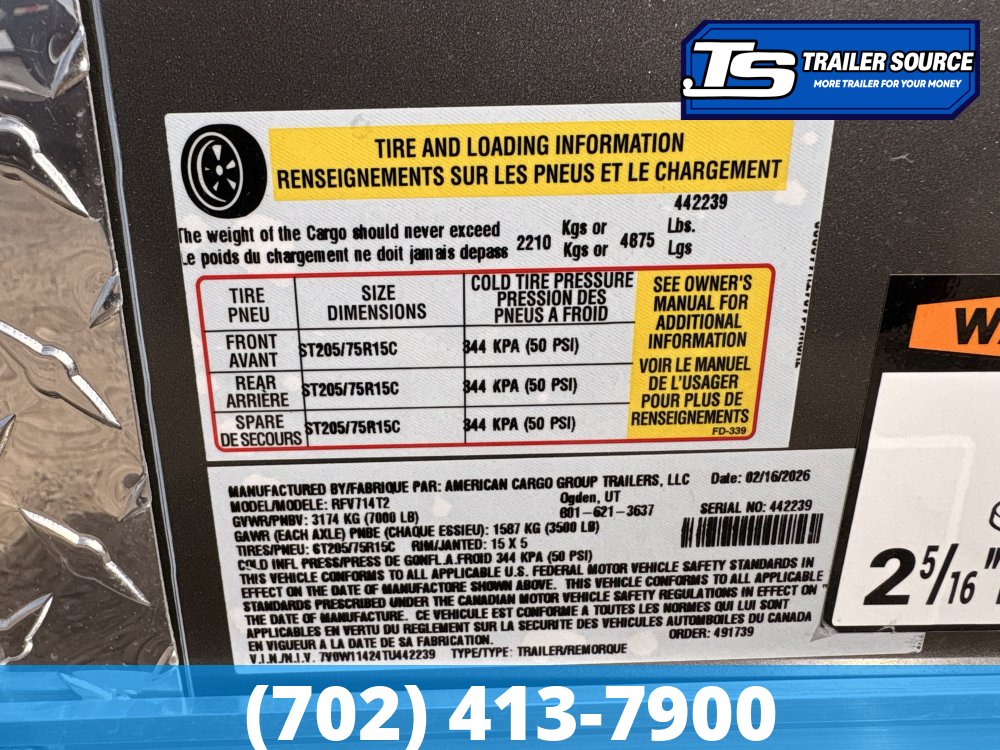 TS TRAILER SOURCE
MORE TRAILER FOR YOUR MONEY
TIRE AND LOADING INFORMATION
RENSEIGNEMENTS SUR LES PNEUS ET LE CHARGEMENT
442239
The weight of the Cargo should never exceed 2210 Kgs or 4875 Lbs.
Le poids du chargement ne doit jamais depass 2210 Kgs or 4875 Lgs
TIRE PNEU
SIZE DIMENSIONS
COLD TIRE PRESSURE
PRESSION DES
PNEUS A FROID
FRONT AVANT ST205/75R15C 344 KPA (50 PSI)
REAR ARRIÈRE ST205/75R15C 344 KPA (50 PSI)
SPARE DE SECOURS ST205/75R15C 344 KPA (50 PSI)
SEE OWNER'S
MANUAL FOR
ADDITIONAL
INFORMATION
VOIR LE MANUEL
DE L'USAGER
POUR PLUS DE
RENSEIGNEMENTS
FD-339
MANUFACTURED BY/FABRIQUE PAR: AMERICAN CARGO GROUP TRAILERS, LLC Date: 02/16/2026
MODEL/MODELE: RFV714T2 Ogden, UT
GVWR/PNBV: 3174 KG (7000 LB) 801-621-3637 SERIAL NO: 442239
GAWR (EACH AXLE) PNBE (CHAQUE ESSIEU): 1587 KG (3500 LB)
TIRES/PNEU: ST205/75R15C RIM/JANTED: 15 X 5
COLD INFL PRESS/PRESS DE GONFL.A.FROID 344 KPA (50 PSI)
THIS VEHICLE CONFORMS TO ALL APPLICABLE U.S. FEDERAL MOTOR VEHICLE SAFETY STANDARDS IN
EFFECT ON THE DATE OF MANUFACTORE SHOWN ABOVE. THIS VEHICLE CONFORMS TO ALL APPLICABLE
STANDARDS PRESCRIBED UNDER THE CANADIAN MOTOR VEHICLE SAFETY REGULATIONS IN EFFECT ON
THE DATE OF MANUFACTURE. CE VEHICULE EST CONFORME A TOUTES LES NORMES QUI LUI SONT
APPLICABLES EN VERTU DU REGLEMENT SUR LA SECURITE DES VEHICULES AUTOMOBILES DU CANADA
EN VIGUEUR A LA DATE DE SA FABRICATION. ORDER: 491739
V.I.N./N.I.V. 7V0W11424TU442239 TYPE/TYPE: TRAILER/REMORQUE
2 5/16"
(702) 413-7900